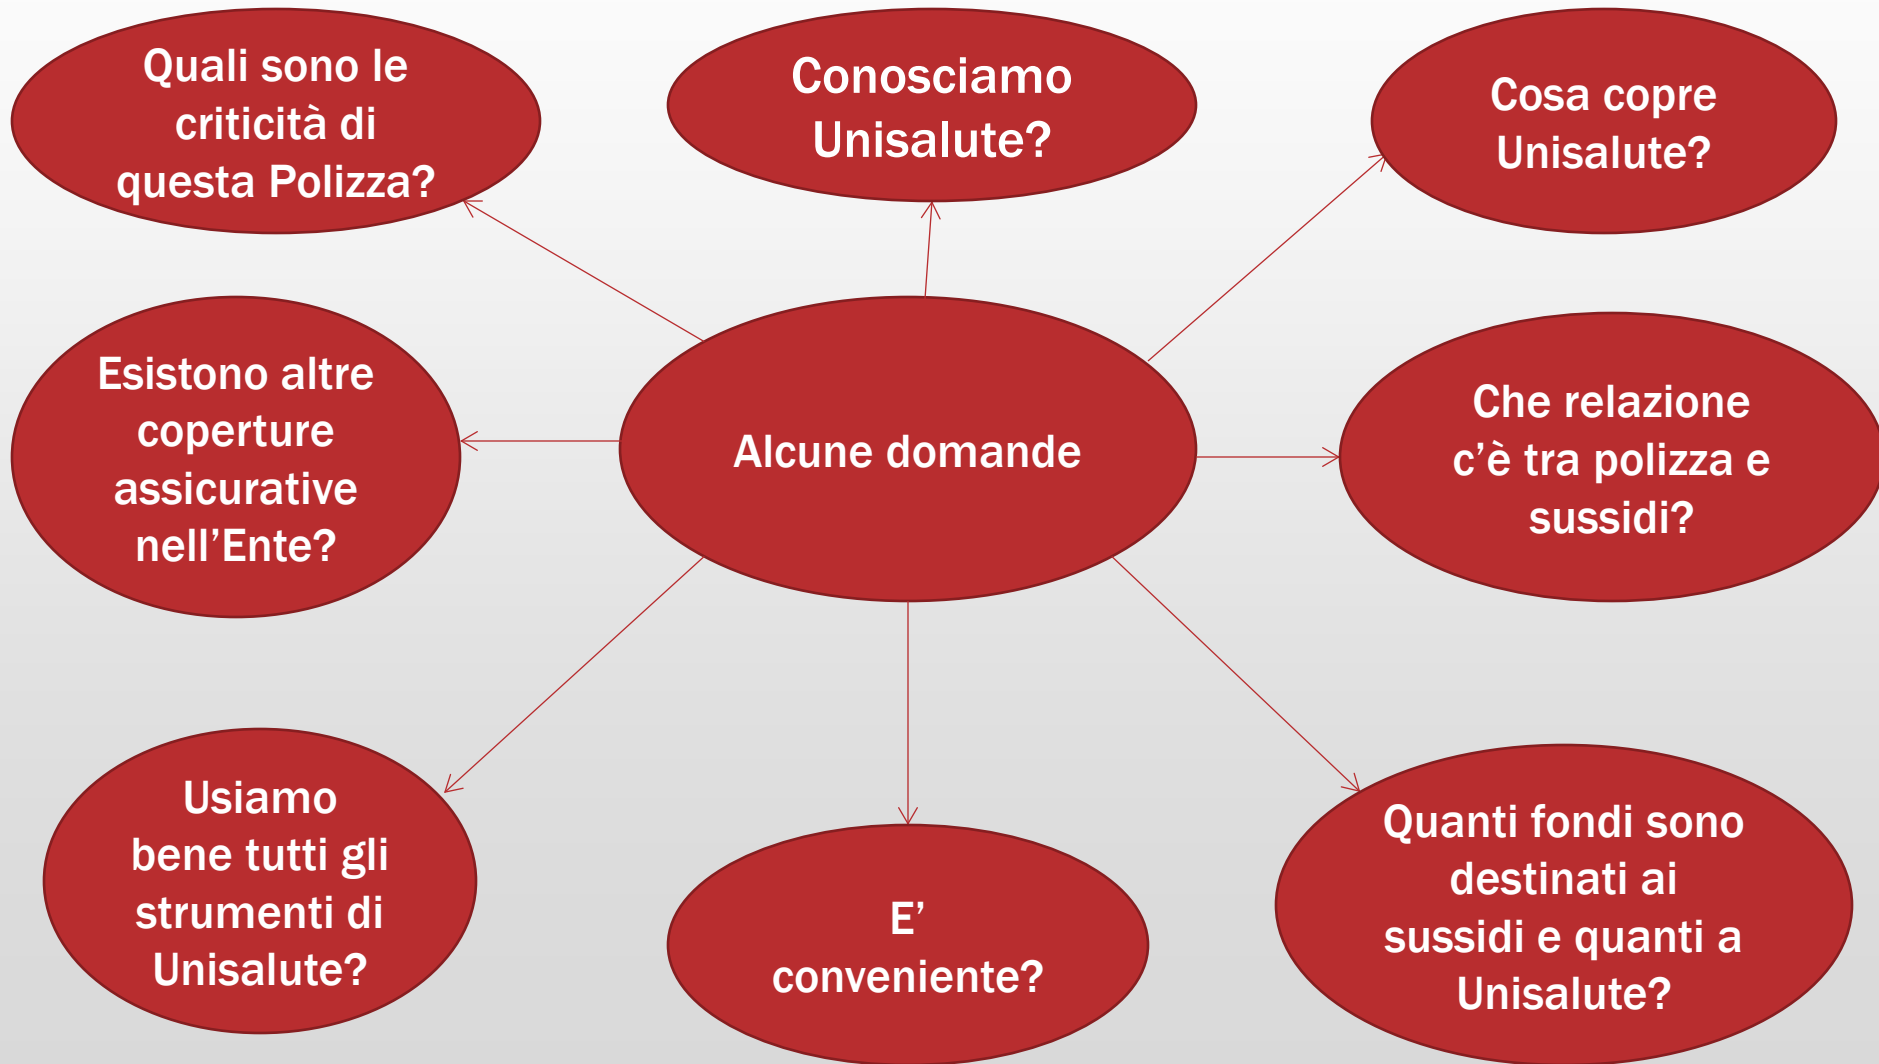 Quali sono le
criticità di
questa Polizza?
Conosciamo
Unisalute?
Cosa copre
Unisalute?
Esistono altre
coperture
assicurative
nell’Ente?
Alcune domande
Che relazione
c’è tra polizza e
sussidi?
Usiamo
bene tutti gli
strumenti di
Unisalute?
E’
conveniente?
Quanti fondi sono
destinati ai
sussidi e quanti a
Unisalute?